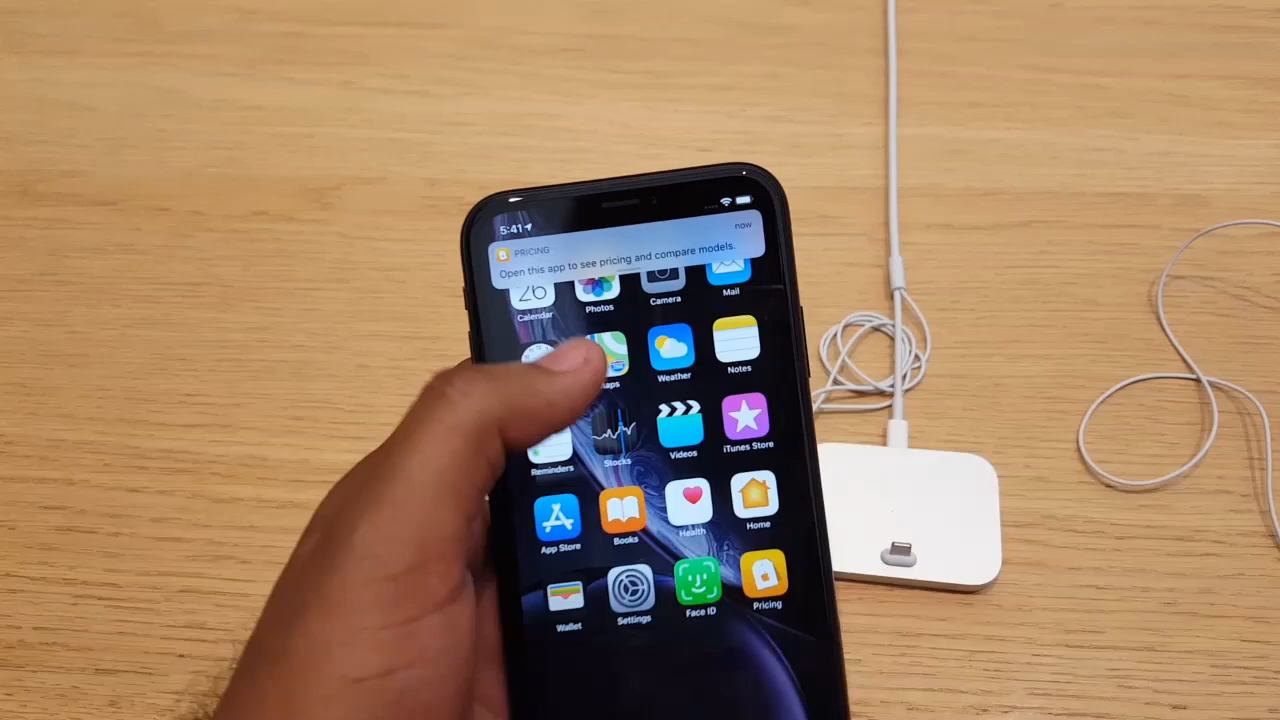 5:41
PRICING
now
Open this app to see pricing and compare models.
26
Calendar
Photos
Camera
Mail
Maps
Weather
Notes
Reminders
Stocks
Videos
iTunes Store
App Store
Books
Health
Home
Wallet
Settings
Face ID
Pricing